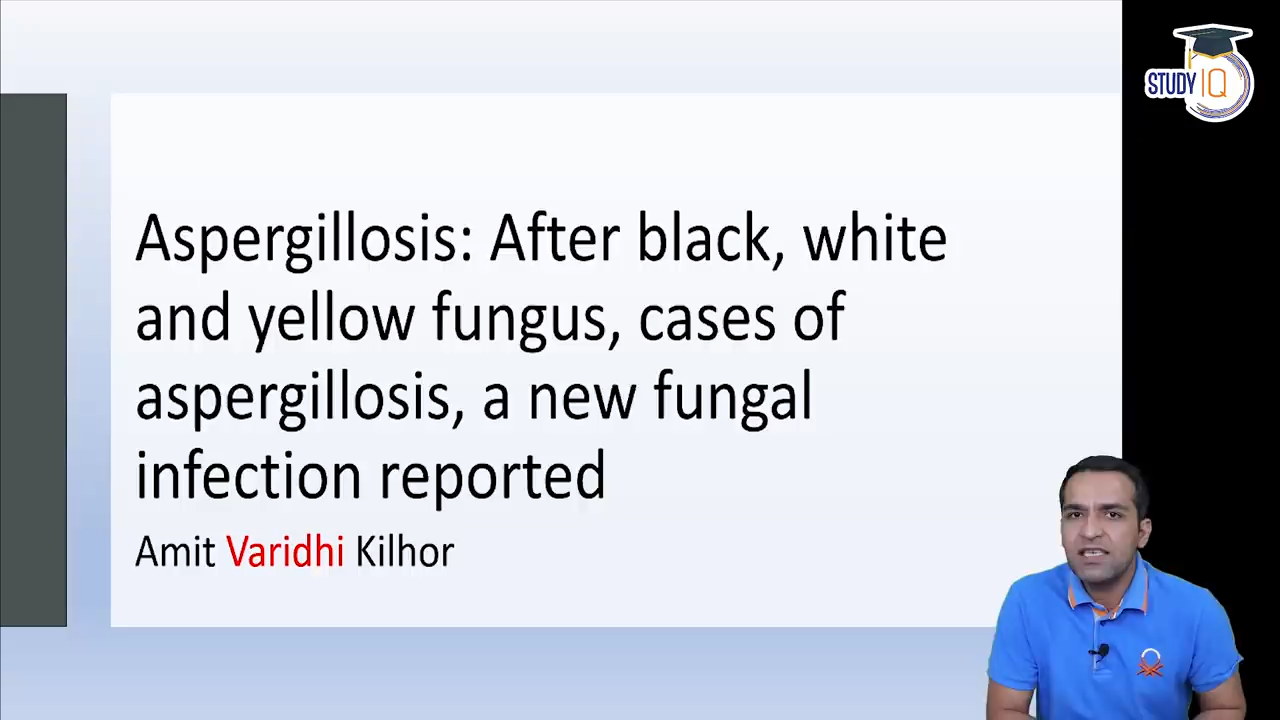 Aspergillosis: After black, white
and yellow fungus, cases of
aspergillosis, a new fungal
infection reported
Amit Varidhi Kilhor
STUDY IQ